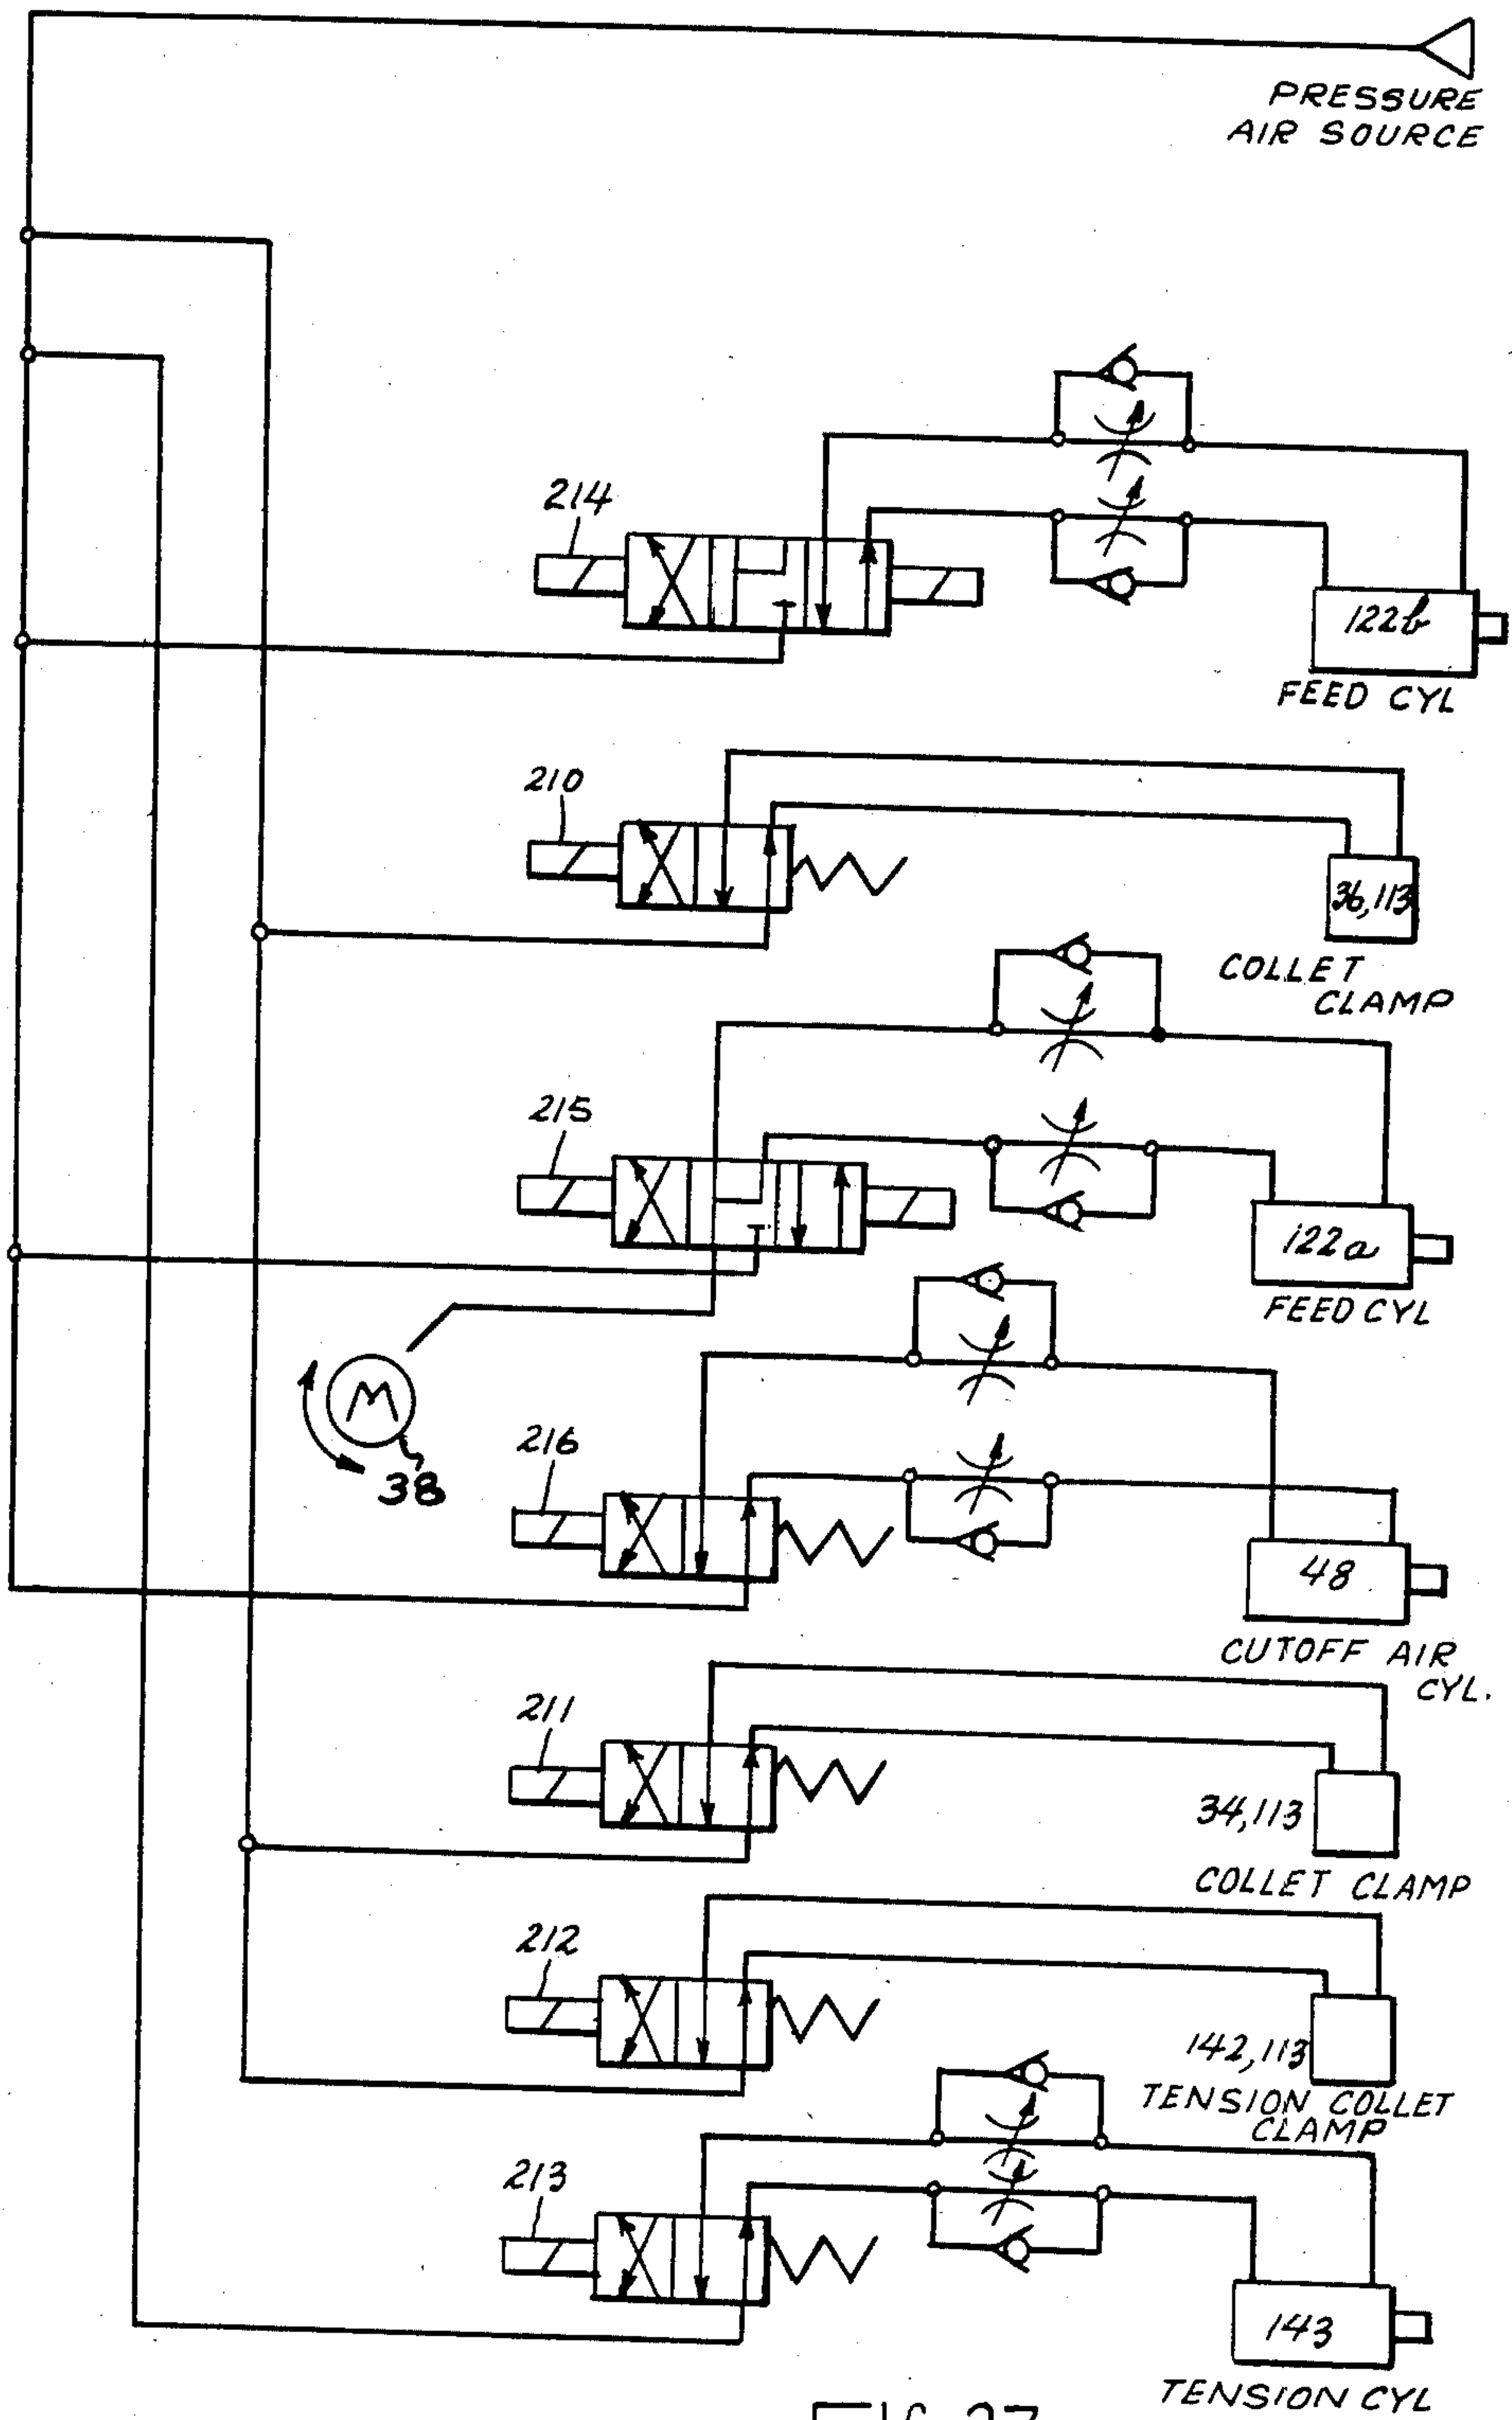 PRESSURE
AIR SOURCE
214
122b
FEED CYL
210
36,113
COLLET
CLAMP
215
122a
FEED CYL
M
38
216
48
CUTOFF AIR
CYL.
211
34,113
COLLET CLAMP
212
142,113
TENSION COLLET
CLAMP
213
143
TENSION CYL